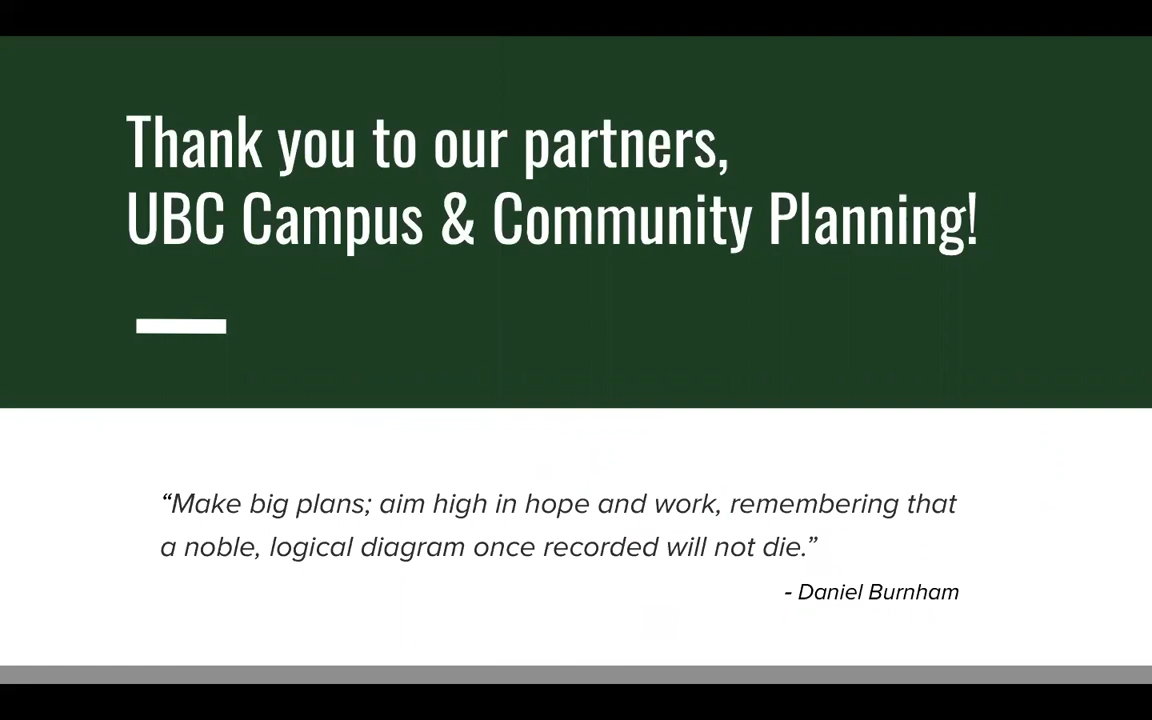 Thank you to our partners,
UBC Campus & Community Planning!
“Make big plans; aim high in hope and work, remembering that
a noble, logical diagram once recorded will not die.”
- Daniel Burnham